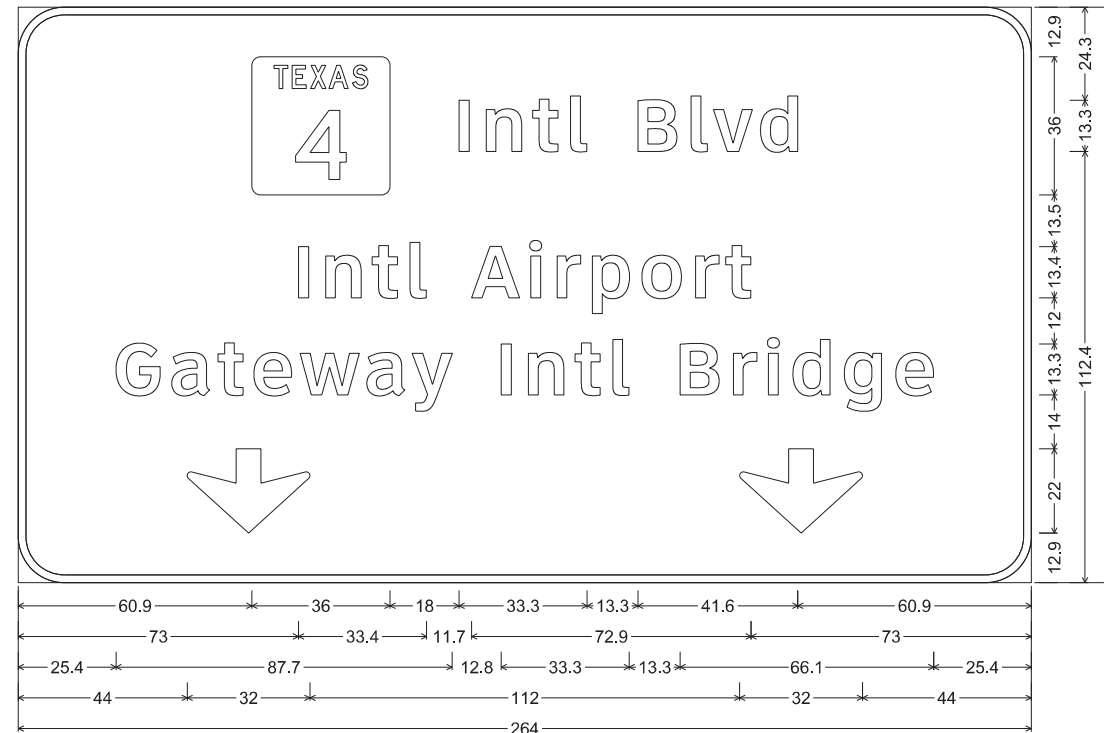 TEXAS
4
Intl Blvd
Intl Airport
Gateway Intl Bridge
12.9
36
13.5
13.4
12
13.3
14
22
12.9
24.3
13.3
112.4
60.9 36 18 33.3 13.3 41.6 60.9
73 33.4 11.7 72.9 73
25.4 87.7 12.8 33.3 13.3 66.1 25.4
44 32 112 32 44
264